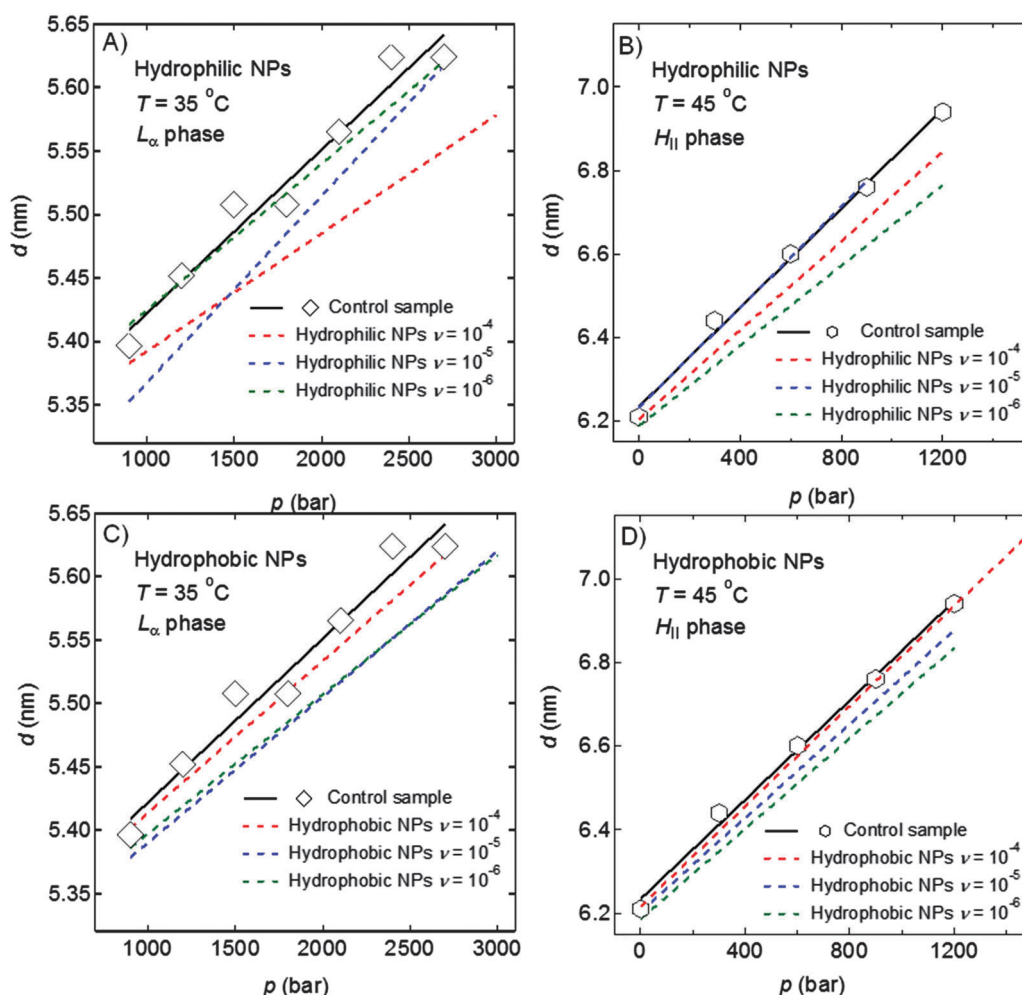 A)
Hydrophilic NPs
T = 35 °C
Lα phase
5.65
5.60
5.55
5.50
5.45
5.40
5.35
d (nm)
Control sample
Hydrophilic NPs ν = 10⁻⁴
Hydrophilic NPs ν = 10⁻⁵
Hydrophilic NPs ν = 10⁻⁶
1000 1500 2000 2500 3000
p (bar)
B)
Hydrophilic NPs
T = 45 °C
HII phase
7.0
6.8
6.6
6.4
6.2
d (nm)
Control sample
Hydrophilic NPs ν = 10⁻⁴
Hydrophilic NPs ν = 10⁻⁵
Hydrophilic NPs ν = 10⁻⁶
0 400 800 1200
p (bar)
C)
Hydrophobic NPs
T = 35 °C
Lα phase
5.65
5.60
5.55
5.50
5.45
5.40
5.35
d (nm)
Control sample
Hydrophobic NPs ν = 10⁻⁴
Hydrophobic NPs ν = 10⁻⁵
Hydrophobic NPs ν = 10⁻⁶
1000 1500 2000 2500 3000
p (bar)
D)
Hydrophobic NPs
T = 45 °C
HII phase
7.0
6.8
6.6
6.4
6.2
d (nm)
Control sample
Hydrophobic NPs ν = 10⁻⁴
Hydrophobic NPs ν = 10⁻⁵
Hydrophobic NPs ν = 10⁻⁶
0 400 800 1200
p (bar)